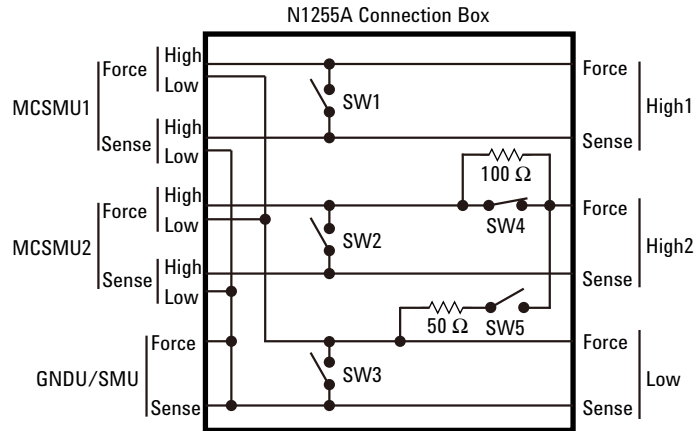 N1255A Connection Box
MCSMU1
Force
High
Low
Sense
High
Low
SW1
Force
High1
Sense
MCSMU2
Force
High
Low
Sense
High
Low
SW2
100 Ω
SW4
Force
High2
Sense
50 Ω
SW5
GNDU/SMU
Force
Sense
SW3
Force
Low
Sense